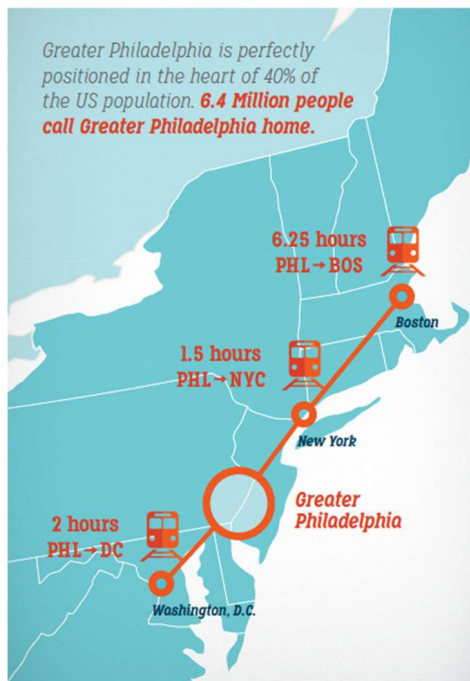 Greater Philadelphia is perfectly
positioned in the heart of 40% of
the US population. 6.4 Million people
call Greater Philadelphia home.
6.25 hours
PHL→BOS
Boston
1.5 hours
PHL→NYC
New York
Greater
Philadelphia
2 hours
PHL→DC
Washington, D.C.